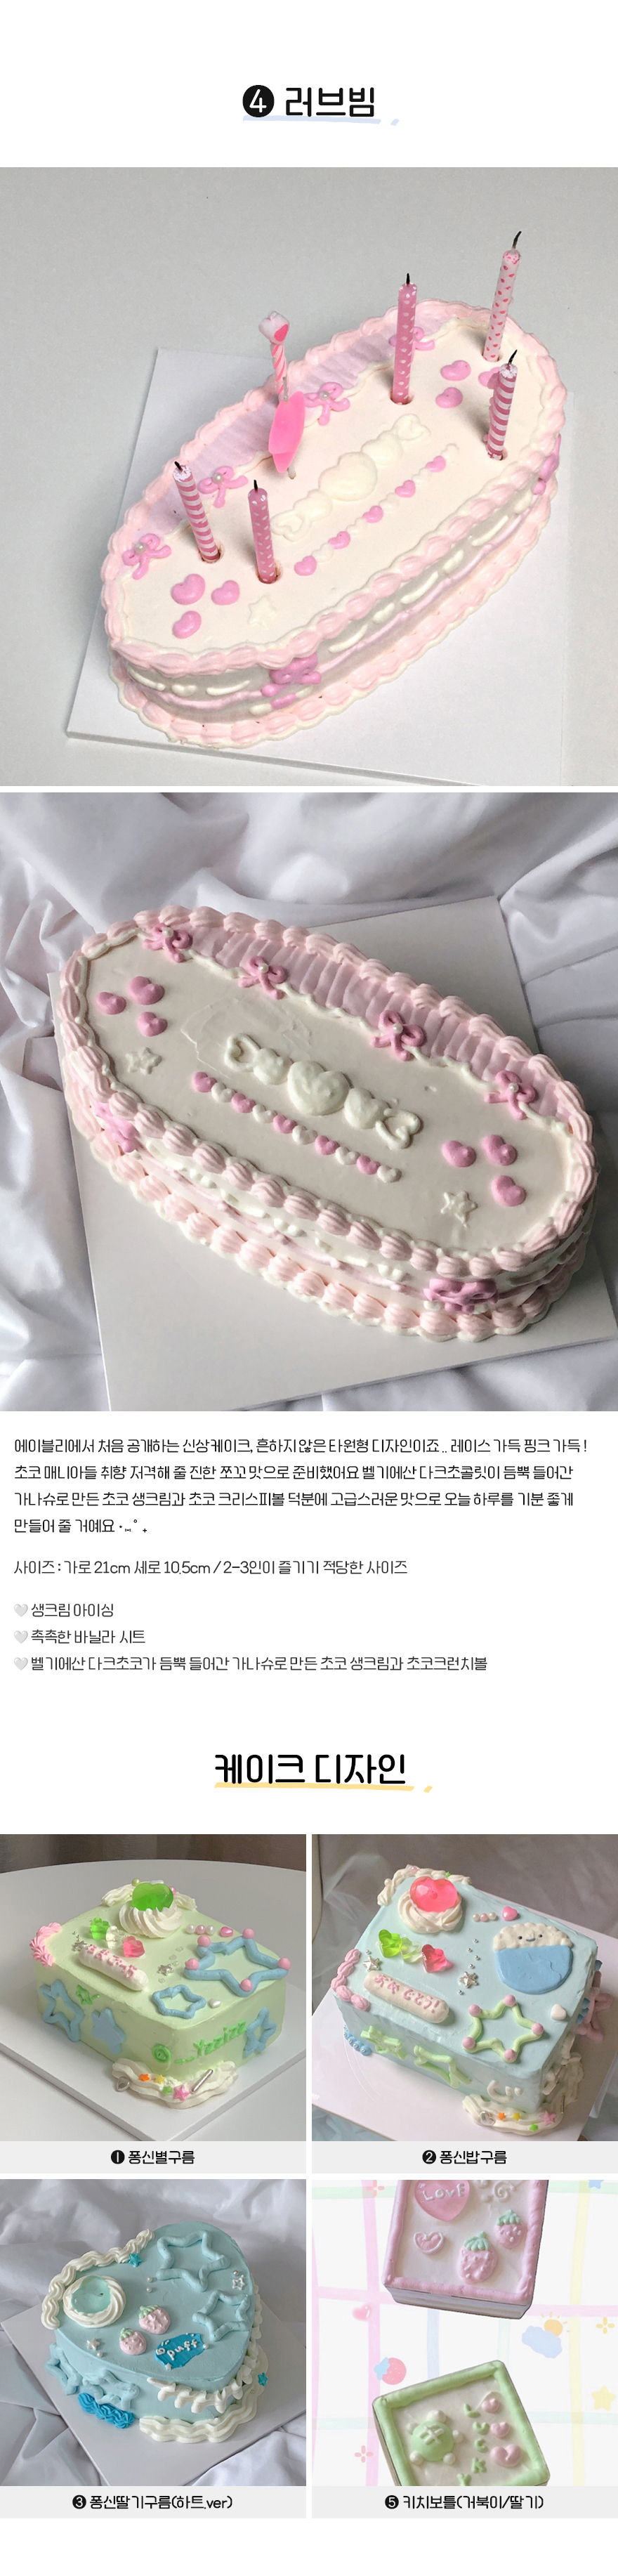 ❹ 러브빔
에이블리에서 처음 공개하는 신상케이크, 흔하지 않은 타원형 디자인이죠 .. 레이스 가득 핑크 가득 !
초코 매니아들 취향 저격해 줄 진한 쪼꼬 맛으로 준비했어요 벨기에산 다크초콜릿이 듬뿍 들어간
가나슈로 만든 초코 생크림과 초코 크리스피볼 덕분에 고급스러운 맛으로 오늘 하루를 기분 좋게
만들어 줄 거예요 ·⑅˚₊
사이즈 : 가로 21cm 세로 10.5cm / 2-3인이 즐기기 적당한 사이즈
🤍 생크림 아이싱
🤍 촉촉한 바닐라 시트
🤍 벨기에산 다크초코가 듬뿍 들어간 가나슈로 만든 초코 생크림과 초코크런치볼
케이크 디자인
❶ 퐁신별구름
❷ 퐁신밥구름
puff
Love
❸ 퐁신딸기구름(하트.ver)
❺ 키치보틀(거북이/딸기)